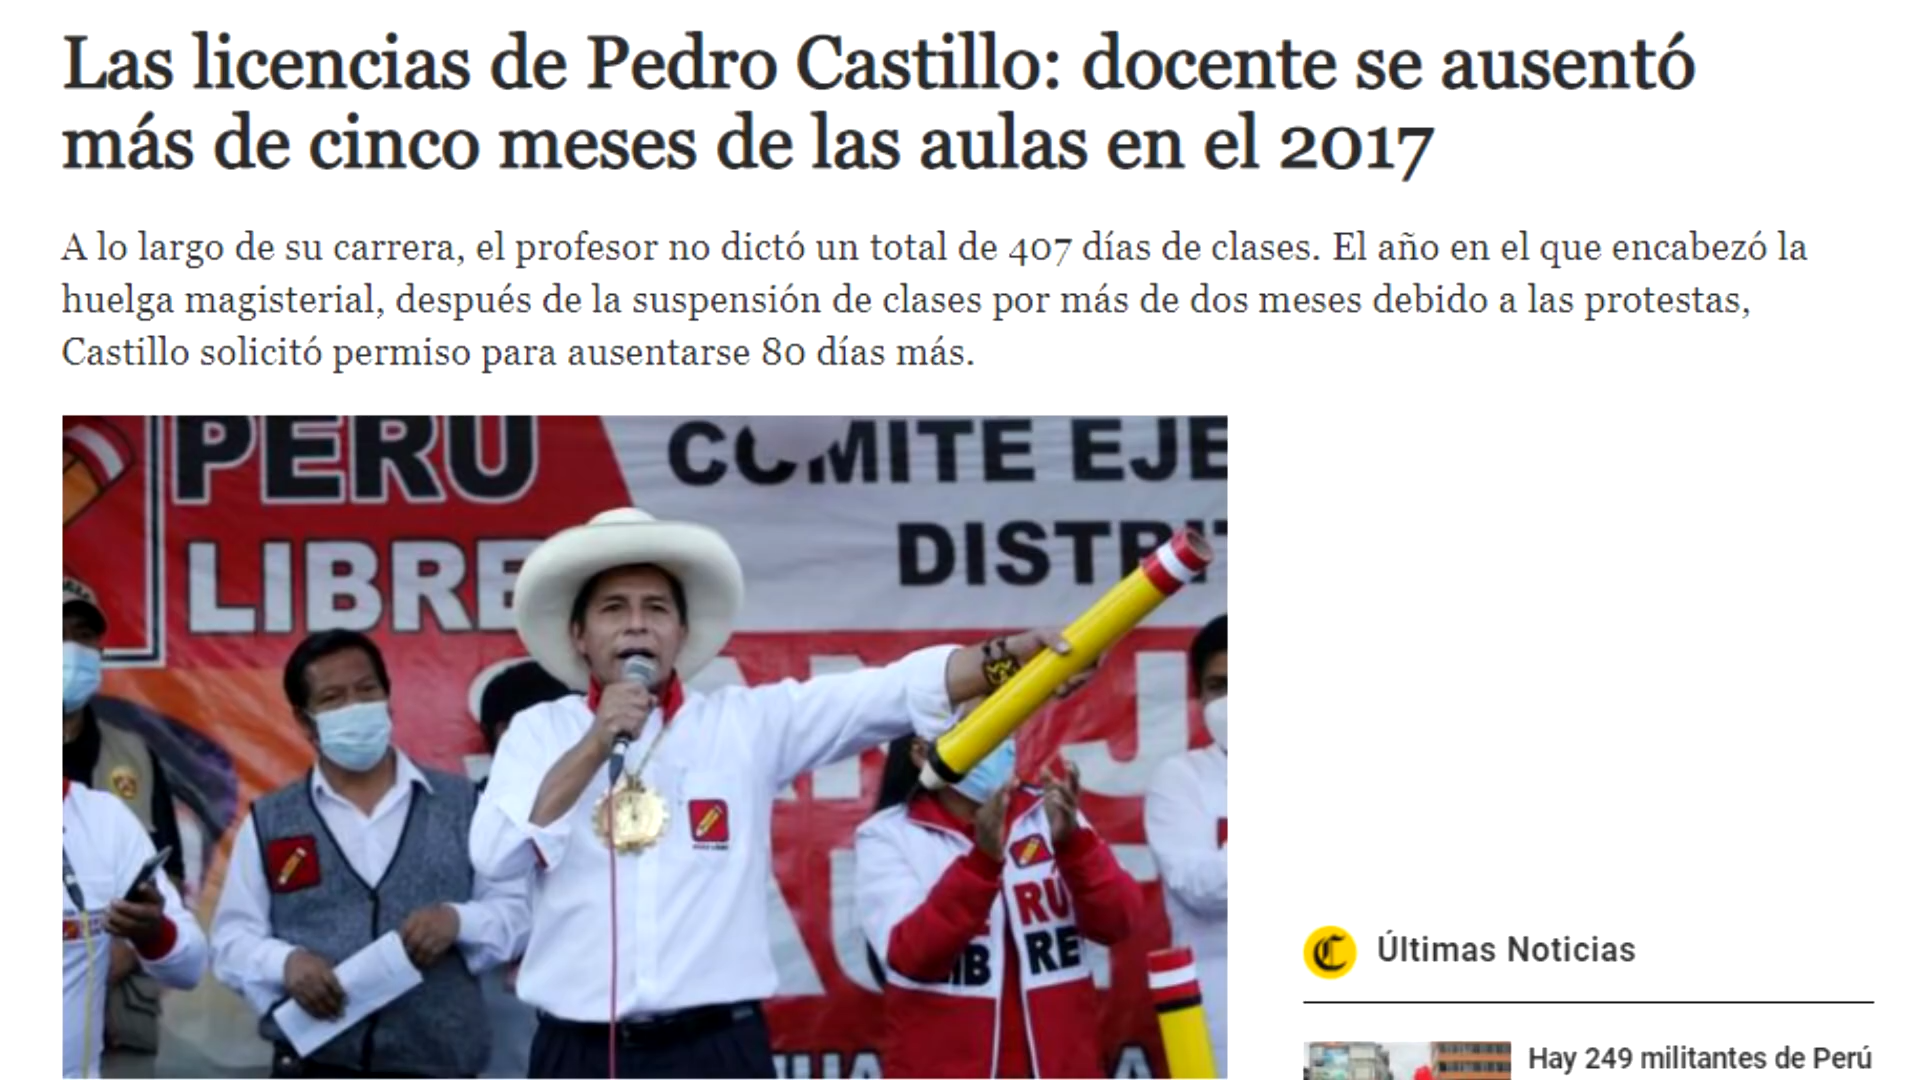 Las licencias de Pedro Castillo: docente se ausentó
más de cinco meses de las aulas en el 2017
A lo largo de su carrera, el profesor no dictó un total de 407 días de clases. El año en el que encabezó la
huelga magisterial, después de la suspensión de clases por más de dos meses debido a las protestas,
Castillo solicitó permiso para ausentarse 80 días más.
PERU
LIBRE
COMITE EJE
DISTRIT
RÚ
IB RE
Últimas Noticias
Hay 249 militantes de Perú